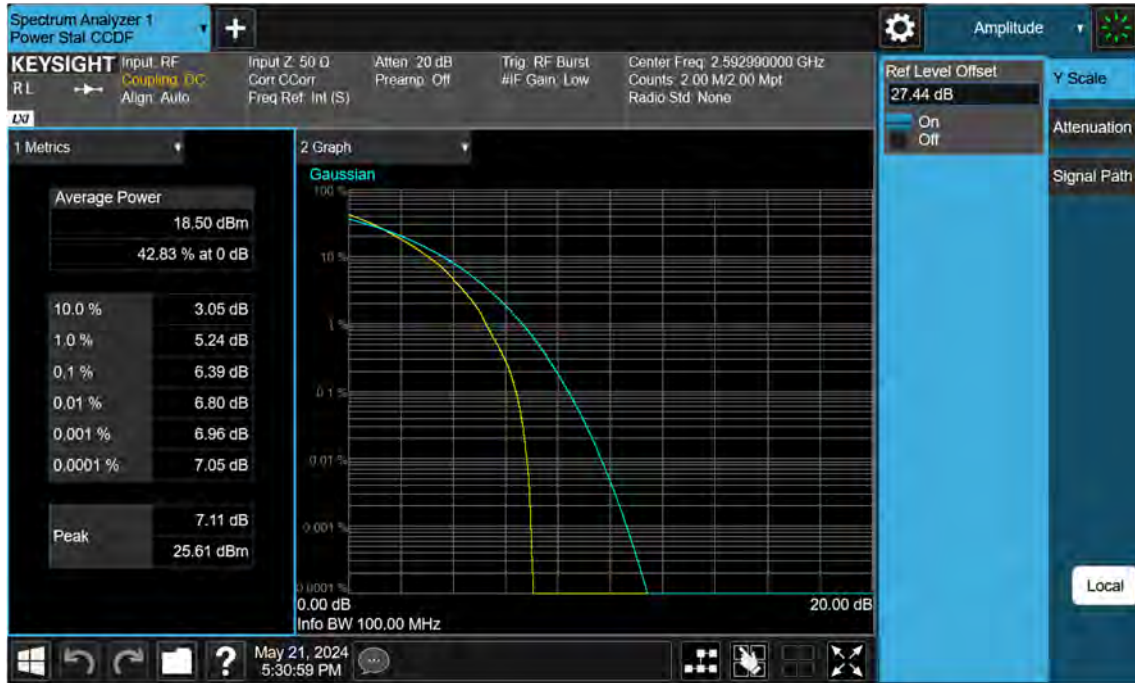 Spectrum Analyzer 1
Power Stat CCDF
+
Amplitude
KEYSIGHT
RL
LXI
Input: RF
Coupling: DC
Align: Auto
Input Z: 50 Ω
Corr CCorr
Freq Ref: Int (S)
Atten: 20 dB
Preamp: Off
Trig: RF Burst
#IF Gain: Low
Center Freq: 2.592990000 GHz
Counts: 2.00 M/2.00 Mpt
Radio Std: None
Ref Level Offset
27.44 dB
On
Off
Y Scale
Attenuation
Signal Path
1 Metrics
Average Power
18.50 dBm
42.83 % at 0 dB
10.0 % 3.05 dB
1.0 % 5.24 dB
0.1 % 6.39 dB
0.01 % 6.80 dB
0.001 % 6.96 dB
0.0001 % 7.05 dB
Peak
7.11 dB
25.61 dBm
2 Graph
Gaussian
100 %
10 %
1 %
0.1 %
0.01 %
0.001 %
0.0001 %
0.00 dB 20.00 dB
Info BW 100.00 MHz
Local
?
May 21, 2024
5:30:59 PM